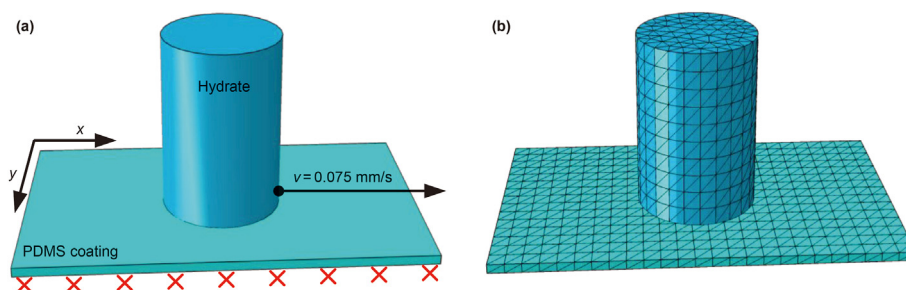 (a)
(b)
Hydrate
x
y
v = 0.075 mm/s
PDMS coating